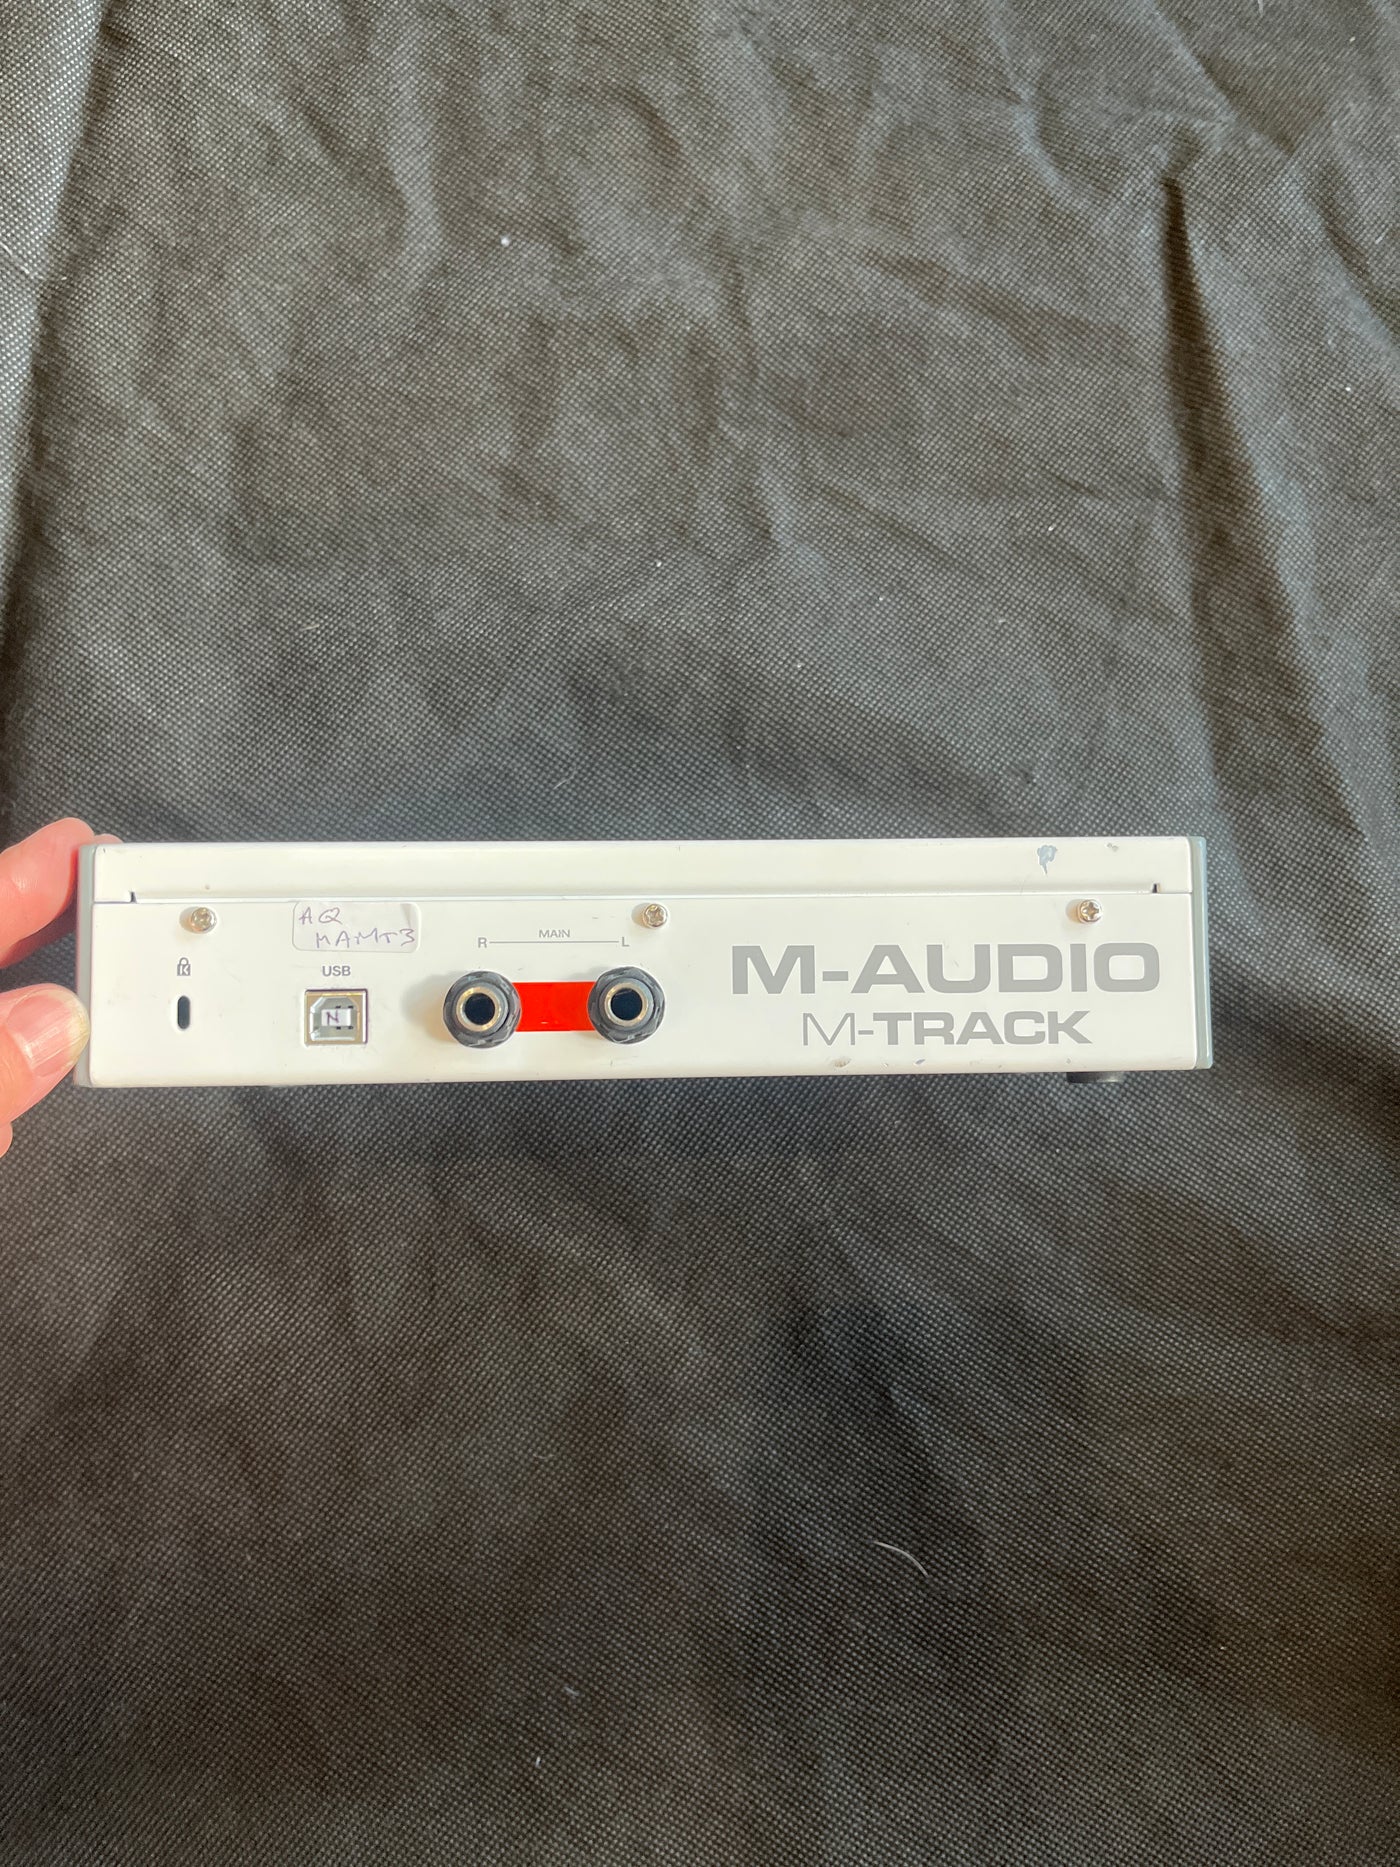 AQ
MAMT3
R MAIN L
USB
N
M-AUDIO
M-TRACK